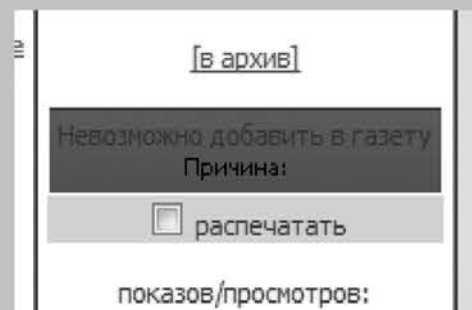 [в архив]
Невозможно добавить в газету
Причина:
распечатать
показов/просмотров: